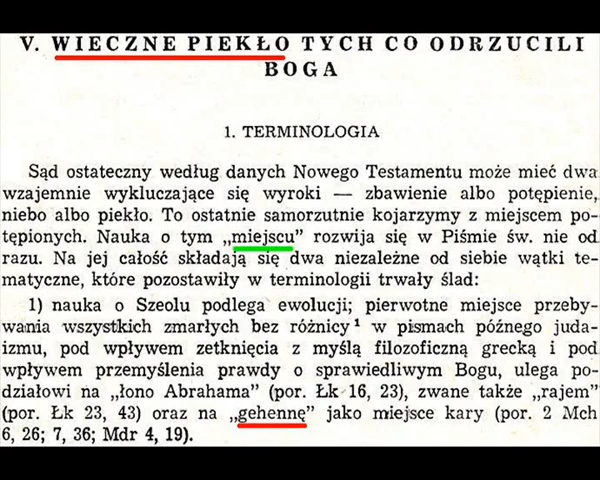 V. WIECZNE PIEKŁO TYCH CO ODRZUCILI
BOGA
1. TERMINOLOGIA
Sąd ostateczny według danych Nowego Testamentu może mieć dwa
wzajemnie wykluczające się wyroki — zbawienie albo potępienie,
niebo albo piekło. To ostatnie samorzutnie kojarzymy z miejscem po-
tępionych. Nauka o tym „miejscu” rozwija się w Piśmie św. nie od
razu. Na jej całość składają się dwa niezależne od siebie wątki te-
matyczne, które pozostawiły w terminologii trwały ślad:
1) nauka o Szeolu podlega ewolucji; pierwotne miejsce przeby-
wania wszystkich zmarłych bez różnicy¹ w pismach późnego juda-
izmu, pod wpływem zetknięcia z myślą filozoficzną grecką i pod
wpływem przemyślenia prawdy o sprawiedliwym Bogu, ulega po-
działowi na „łono Abrahama” (por. Łk 16, 23), zwane także „rajem”
(por. Łk 23, 43) oraz na „gehennę” jako miejsce kary (por. 2 Mch
6, 26; 7, 36; Mdr 4, 19).